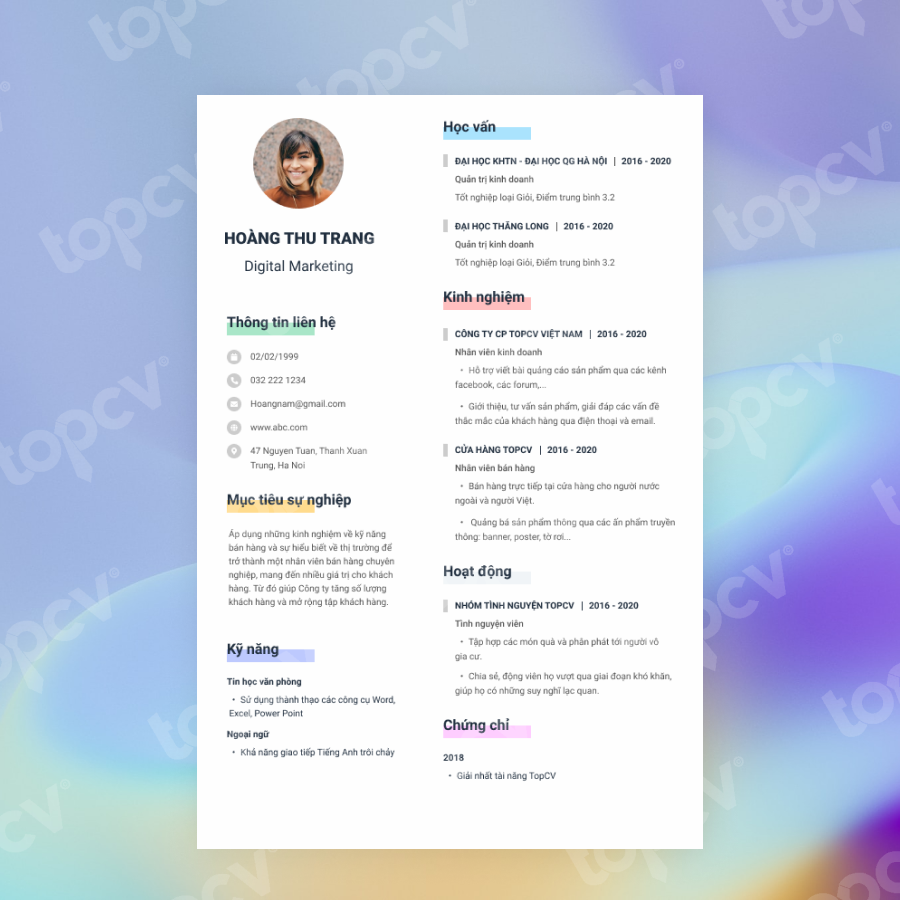 HOÀNG THU TRANG
Digital Marketing
Thông tin liên hệ
02/02/1999
032 222 1234
Hoangnam@gmail.com
www.abc.com
47 Nguyen Tuan, Thanh Xuan
Trung, Ha Noi
Mục tiêu sự nghiệp
Áp dụng những kinh nghiệm về kỹ năng
bán hàng và sự hiểu biết về thị trường để
trở thành một nhân viên bán hàng chuyên
nghiệp, mang đến nhiều giá trị cho khách
hàng. Từ đó giúp Công ty tăng số lượng
khách hàng và mở rộng tập khách hàng.
Kỹ năng
Tin học văn phòng
• Sử dụng thành thạo các công cụ Word,
Excel, Power Point
Ngoại ngữ
• Khả năng giao tiếp Tiếng Anh trôi chảy
Học vấn
ĐẠI HỌC KHTN - ĐẠI HỌC QG HÀ NỘI | 2016 - 2020
Quản trị kinh doanh
Tốt nghiệp loại Giỏi, Điểm trung bình 3.2
ĐẠI HỌC THĂNG LONG | 2016 - 2020
Quản trị kinh doanh
Tốt nghiệp loại Giỏi, Điểm trung bình 3.2
Kinh nghiệm
CÔNG TY CP TOPCV VIỆT NAM | 2016 - 2020
Nhân viên kinh doanh
• Hỗ trợ viết bài quảng cáo sản phẩm qua các kênh
facebook, các forum,...
• Giới thiệu, tư vấn sản phẩm, giải đáp các vấn đề
thắc mắc của khách hàng qua điện thoại và email.
CỬA HÀNG TOPCV | 2016 - 2020
Nhân viên bán hàng
• Bán hàng trực tiếp tại cửa hàng cho người nước
ngoài và người Việt.
• Quảng bá sản phẩm thông qua các ấn phẩm truyền
thông: banner, poster, tờ rơi...
Hoạt động
NHÓM TÌNH NGUYỆN TOPCV | 2016 - 2020
Tình nguyện viên
• Tập hợp các món quà và phân phát tới người vô
gia cư.
• Chia sẻ, động viên họ vượt qua giai đoạn khó khăn,
giúp họ có những suy nghĩ lạc quan.
Chứng chỉ
2018
• Giải nhất tài năng TopCV
topcv
topcv
topcv
topcv
topcv
topcv
topcv